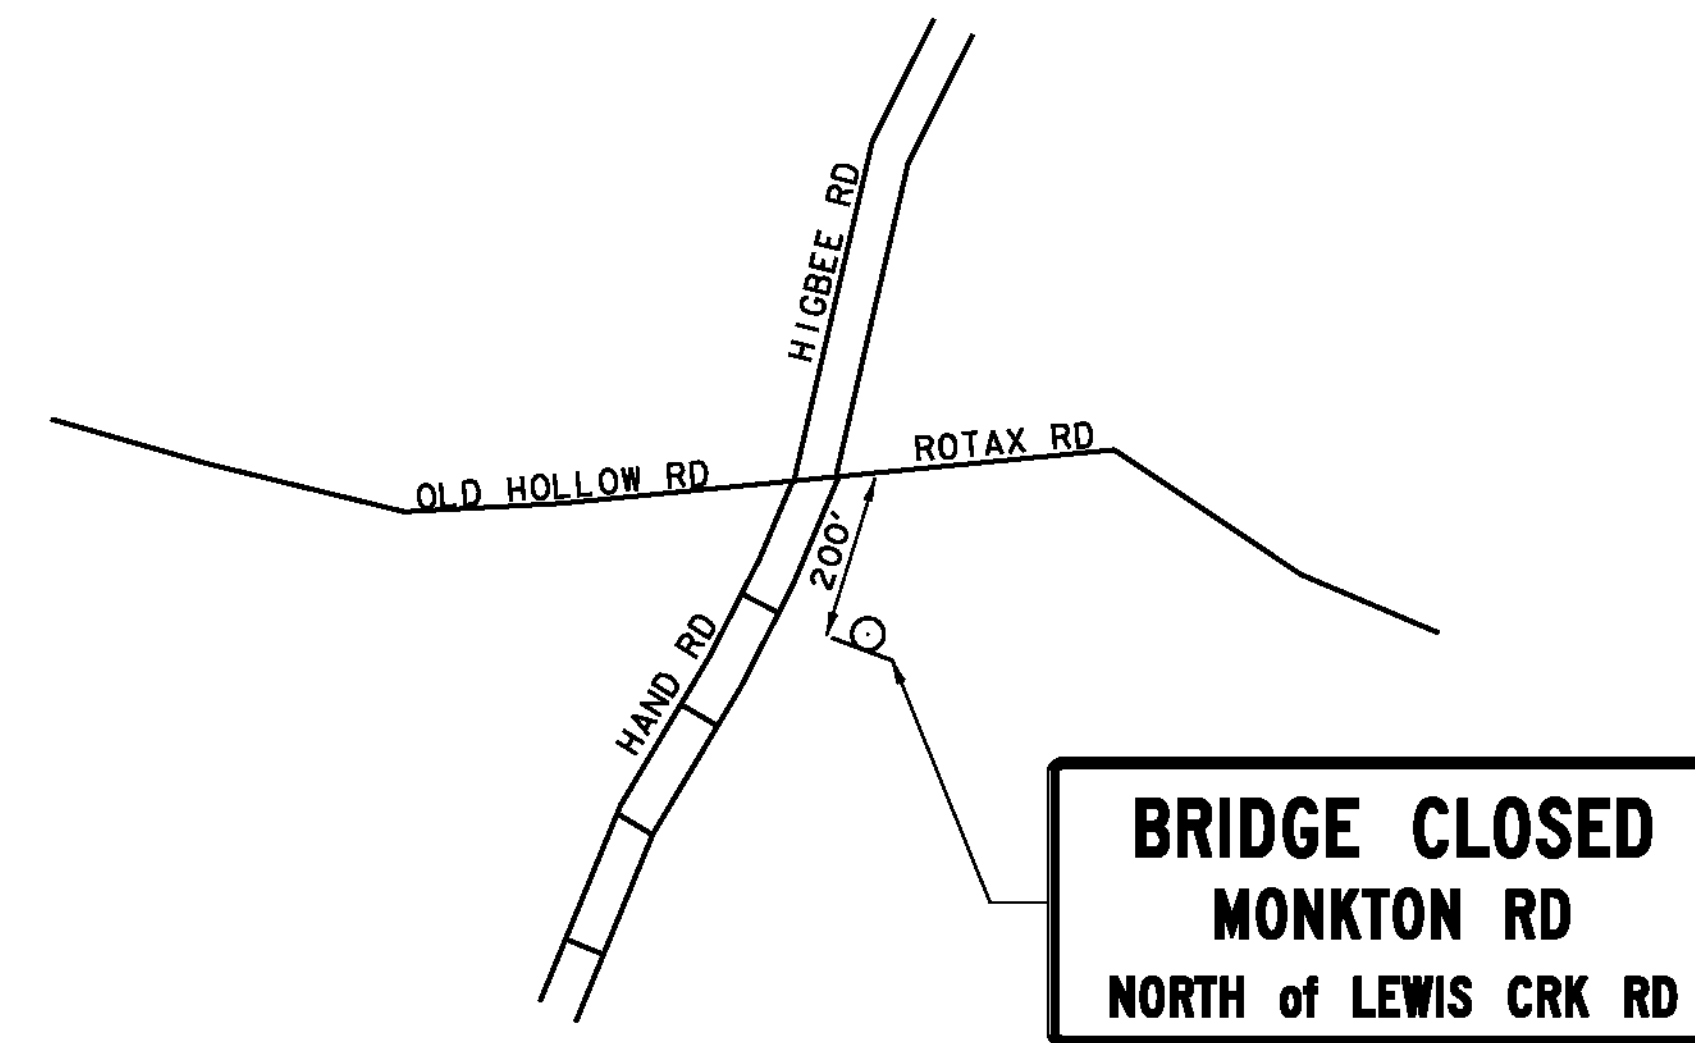 HIGBEE RD
ROTAX RD
OLD HOLLOW RD
200'
HAND RD
BRIDGE CLOSED
MONKTON RD
NORTH of LEWIS CRK RD